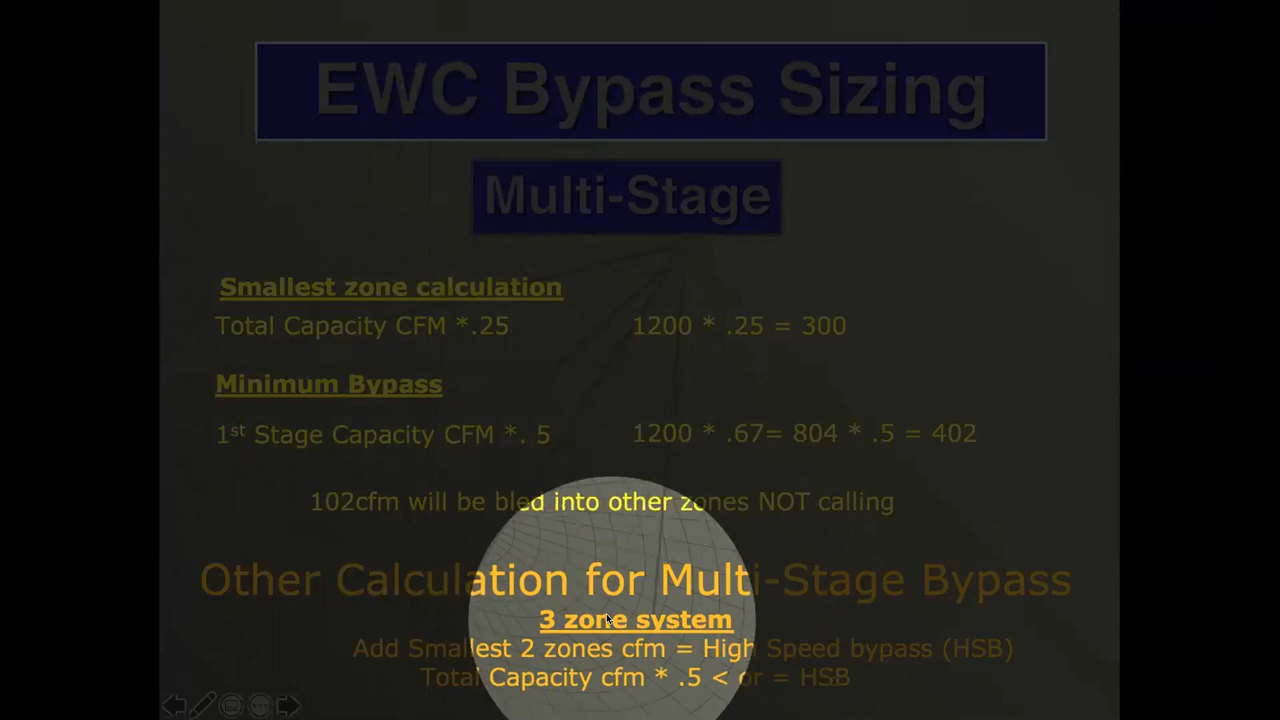 EWC Bypass Sizing
Multi-Stage
Smallest zone calculation
Total Capacity CFM *.25 1200 * .25 = 300
Minimum Bypass
1st Stage Capacity CFM *. 5 1200 * .67= 804 * .5 = 402
102cfm will be bled into other zones NOT calling
Other Calculation for Multi-Stage Bypass
3 zone system
Add Smallest 2 zones cfm = High Speed bypass (HSB)
Total Capacity cfm * .5 < or = HSB